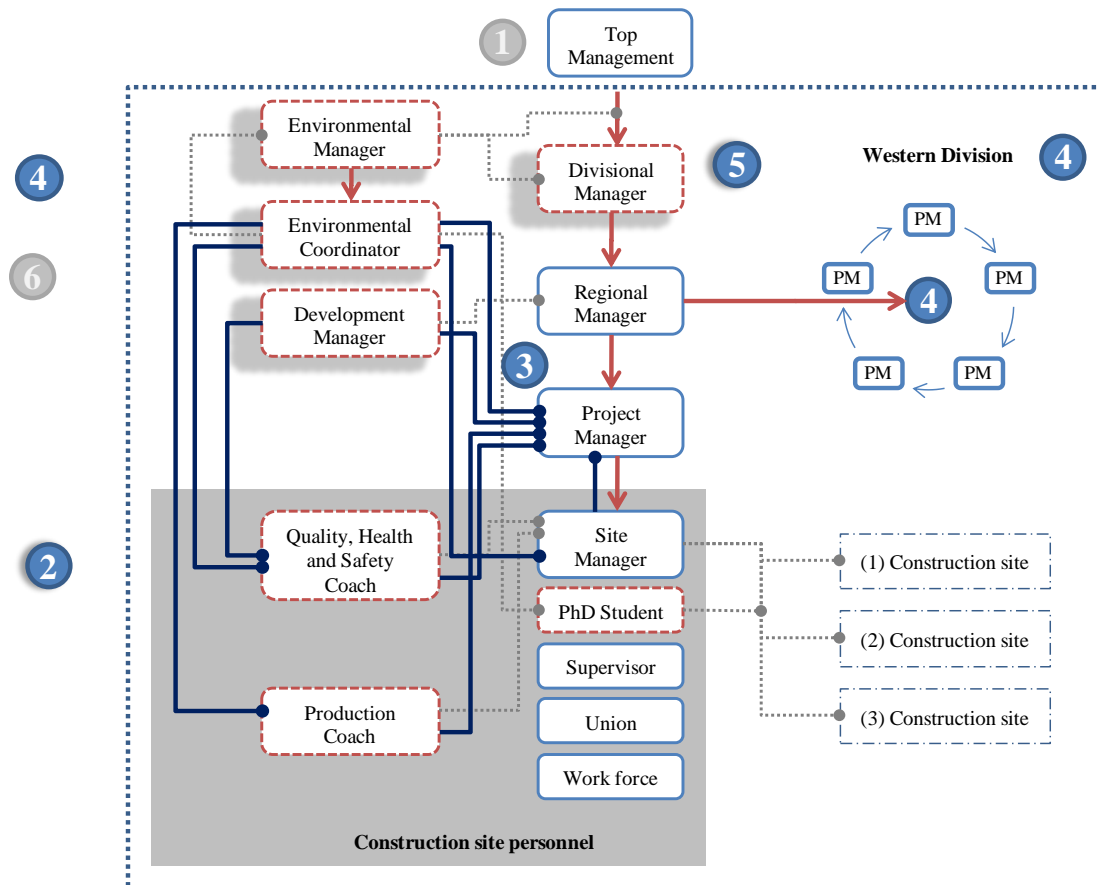 1
Top
Management
Environmental
Manager
Divisional
Manager
5
Western Division
4
4
Environmental
Coordinator
PM
6
PM
PM
Regional
Manager
4
Development
Manager
3
PM
PM
Project
Manager
2
Quality, Health
and Safety
Coach
Site
Manager
(1) Construction site
PhD Student
(2) Construction site
Supervisor
Production
Coach
Union
(3) Construction site
Work force
Construction site personnel